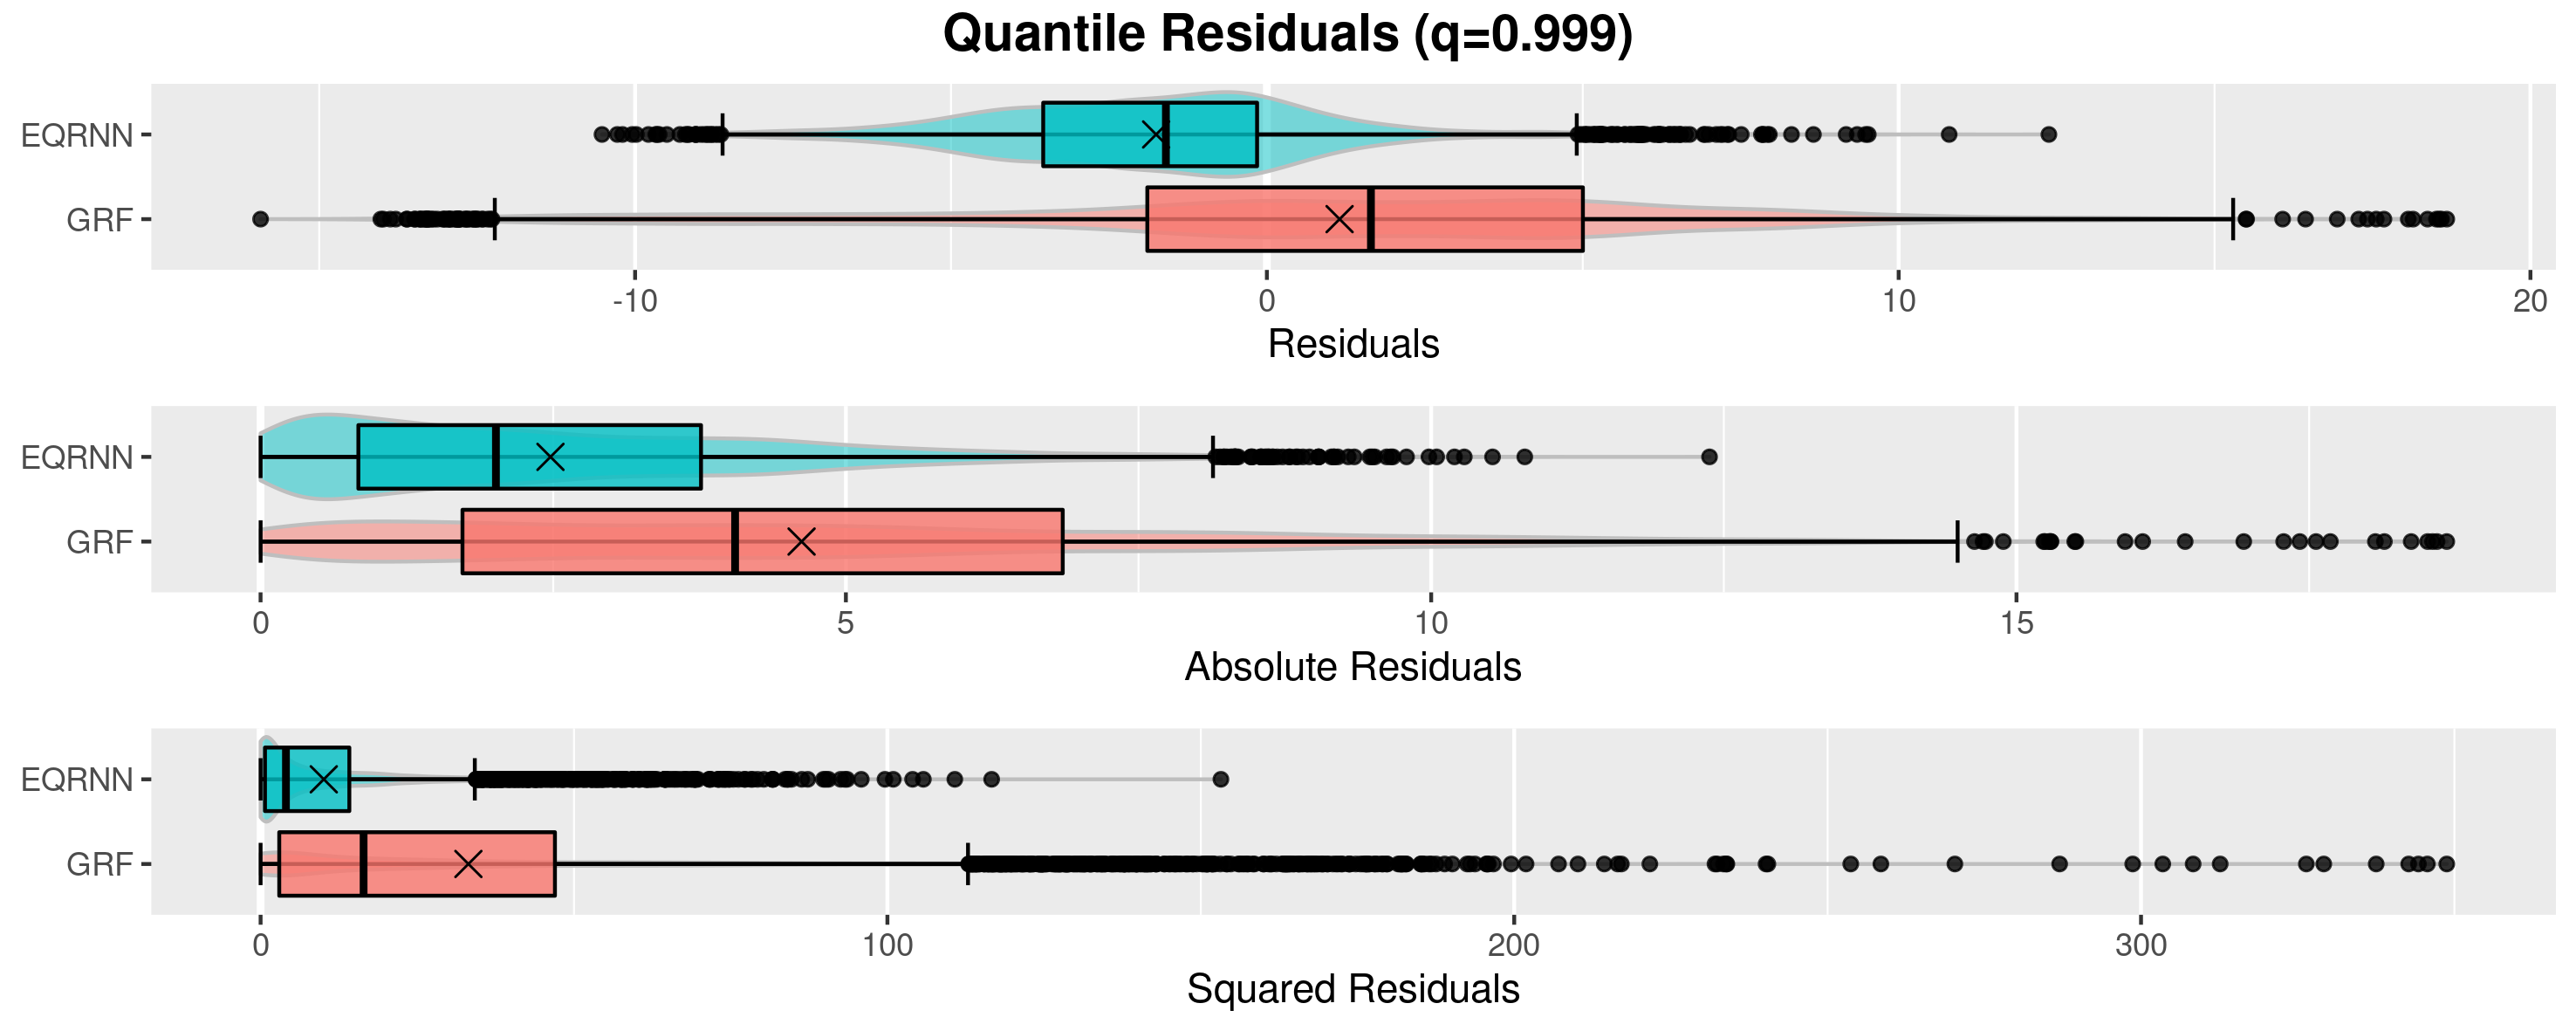 Quantile Residuals (q=0.999)
EQRNN
GRF
-10 0 10 20
Residuals
EQRNN
GRF
0 5 10 15
Absolute Residuals
EQRNN
GRF
0 100 200 300
Squared Residuals